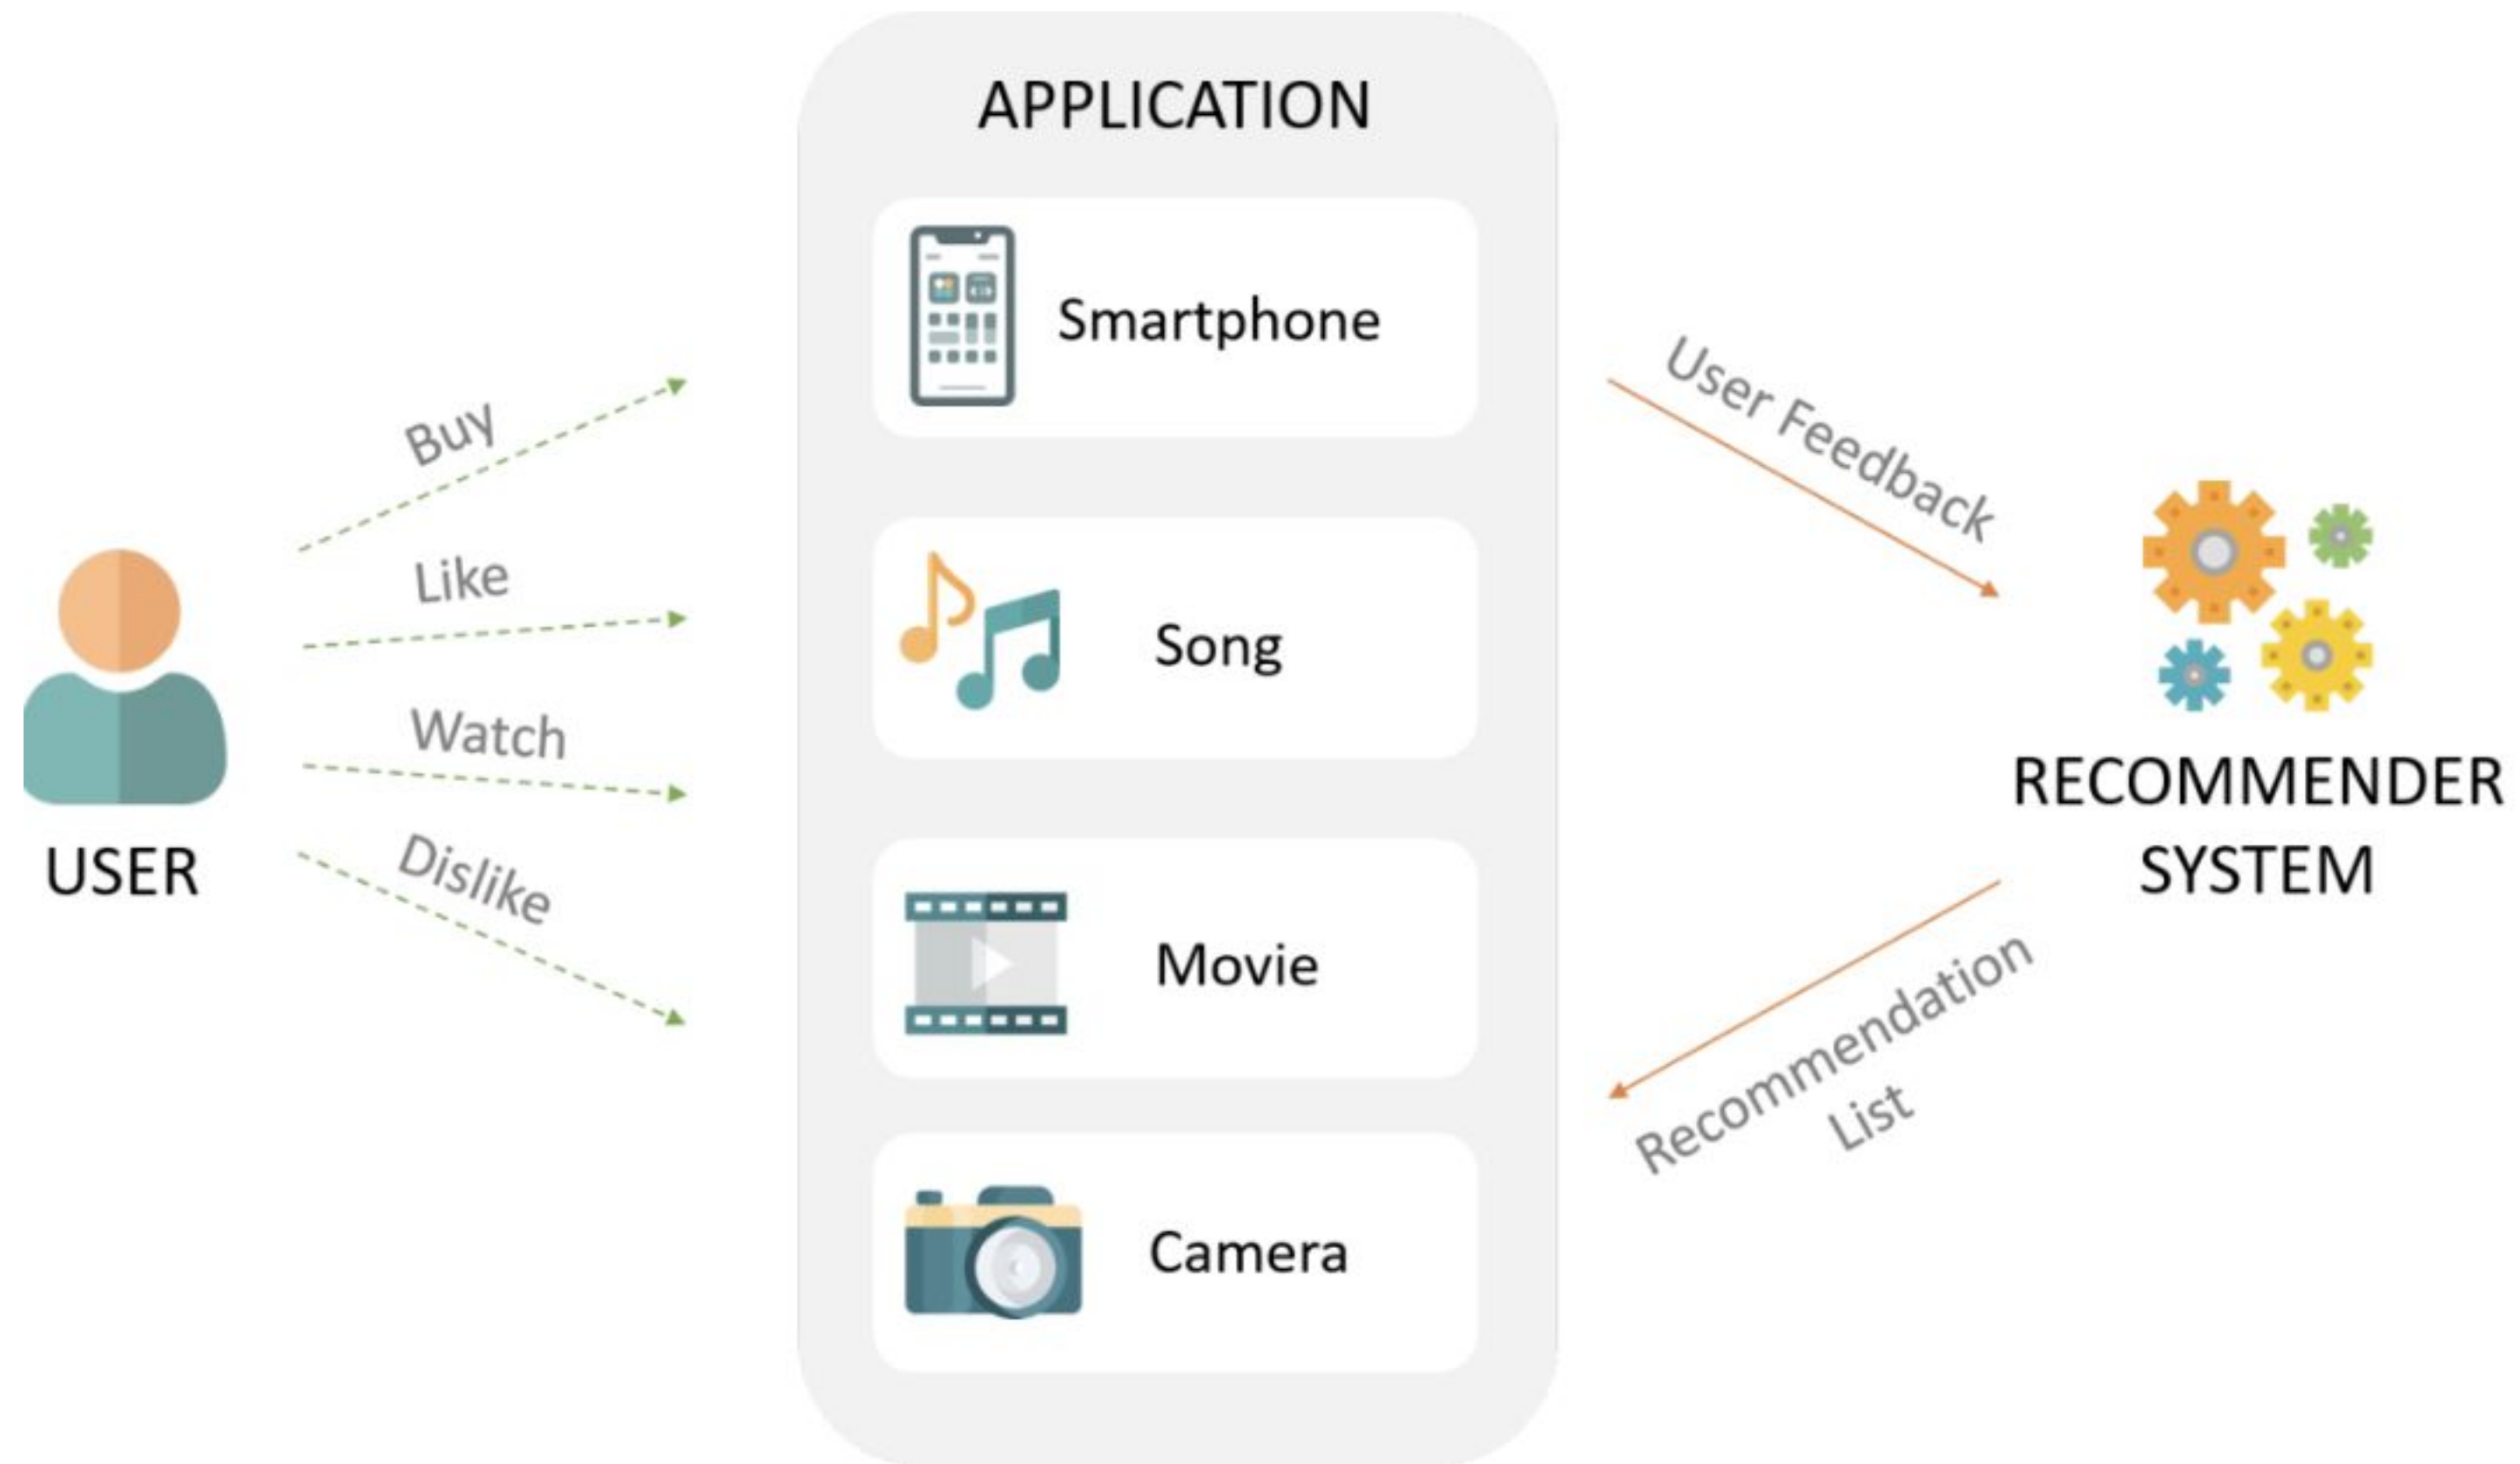 APPLICATION
Smartphone
Buy
User Feedback
Like
Song
Watch
RECOMMENDER
SYSTEM
USER
Dislike
Movie
Recommendation
List
Camera